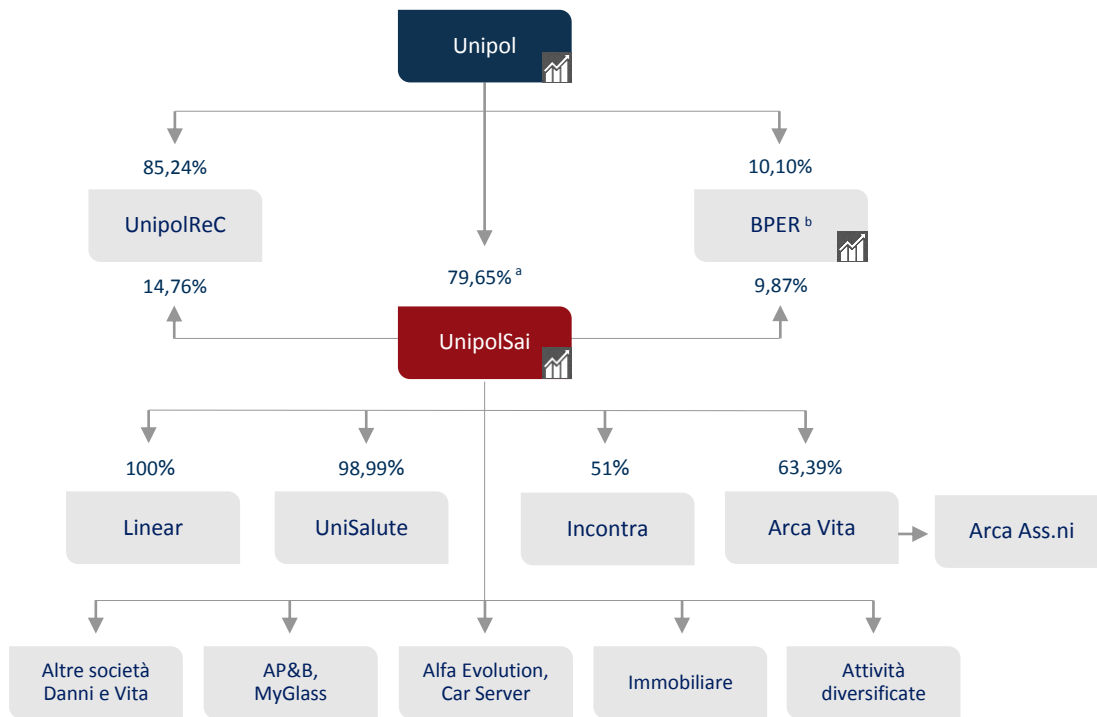 Unipol
85,24%
10,10%
UnipolReC
BPER b
14,76%
79,65% a
9,87%
UnipolSai
100%
98,99%
51%
63,39%
Linear
UniSalute
Incontra
Arca Vita
Arca Ass.ni
Altre società
Danni e Vita
AP&B,
MyGlass
Alfa Evolution,
Car Server
Immobiliare
Attività
diversificate